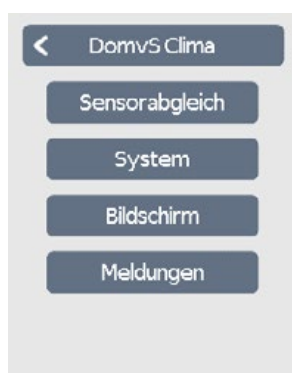 DomvS Clima
Sensorabgleich
System
Bildschirm
Meldungen